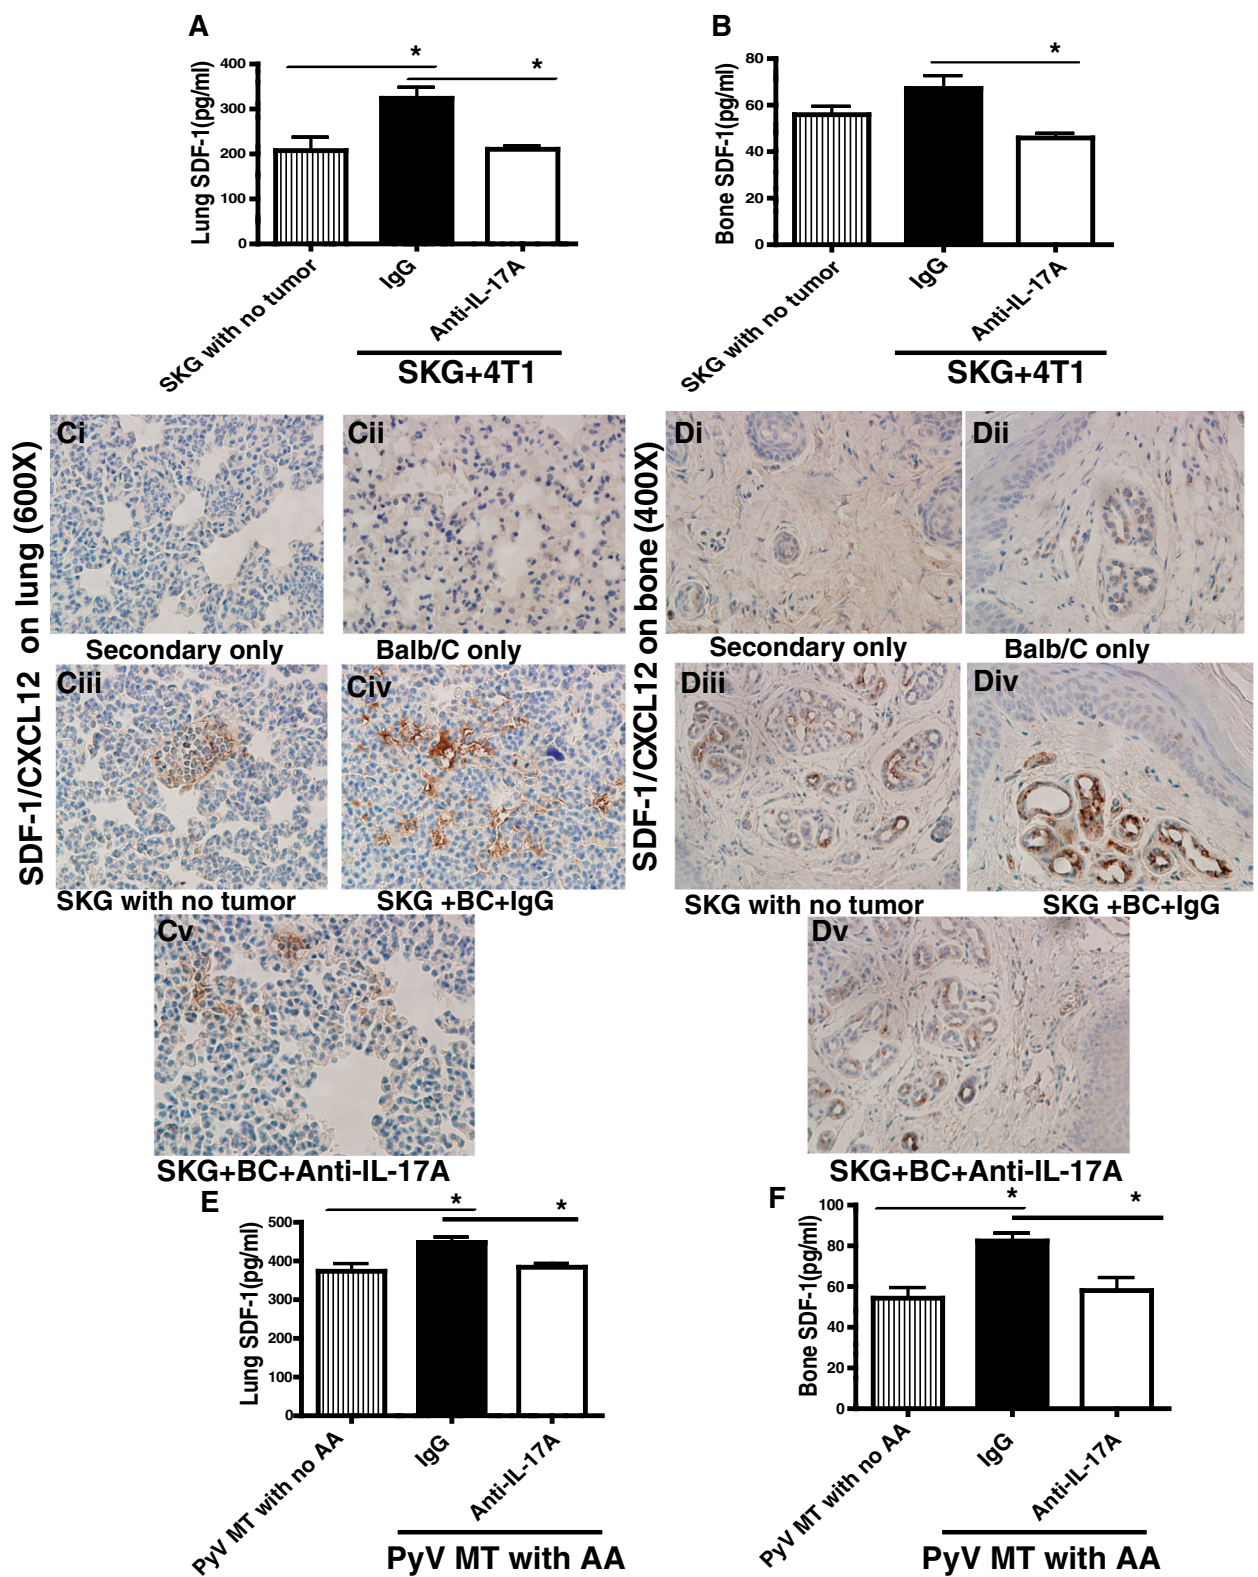 A
B
Lung SDF-1(pg/ml)
400
300
200
100
0
*
*
SKG with no tumor
IgG
Anti-IL-17A
SKG+4T1
Bone SDF-1(pg/ml)
80
60
40
20
0
*
SKG with no tumor
IgG
Anti-IL-17A
SKG+4T1
SDF-1/CXCL12 on lung (600X)
Ci
Cii
Secondary only
Balb/C only
Ciii
Civ
SKG with no tumor
SKG +BC+IgG
Cv
SKG+BC+Anti-IL-17A
SDF-1/CXCL12 on bone (400X)
Di
Dii
Secondary only
Balb/C only
Diii
Div
SKG with no tumor
SKG +BC+IgG
Dv
SKG+BC+Anti-IL-17A
E
Lung SDF-1(pg/ml)
500
400
300
200
100
0
*
*
PyV MT with no AA
IgG
Anti-IL-17A
PyV MT with AA
F
Bone SDF-1(pg/ml)
100
80
60
40
20
0
*
*
PyV MT with no AA
IgG
Anti-IL-17A
PyV MT with AA